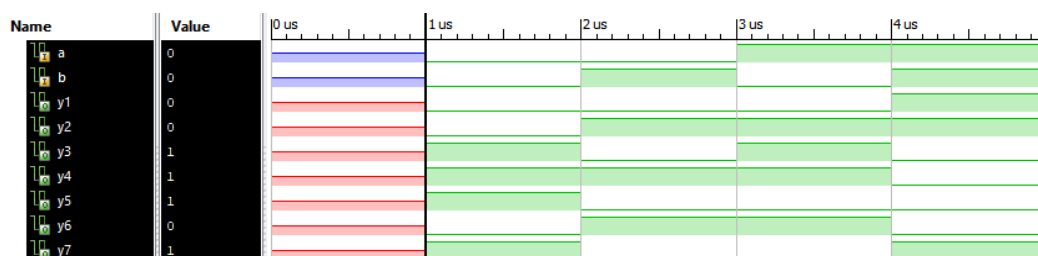 Name Value 0 us 1 us 2 us 3 us 4 us
a 0
b 0
y1 0
y2 0
y3 1
y4 1
y5 1
y6 0
y7 1